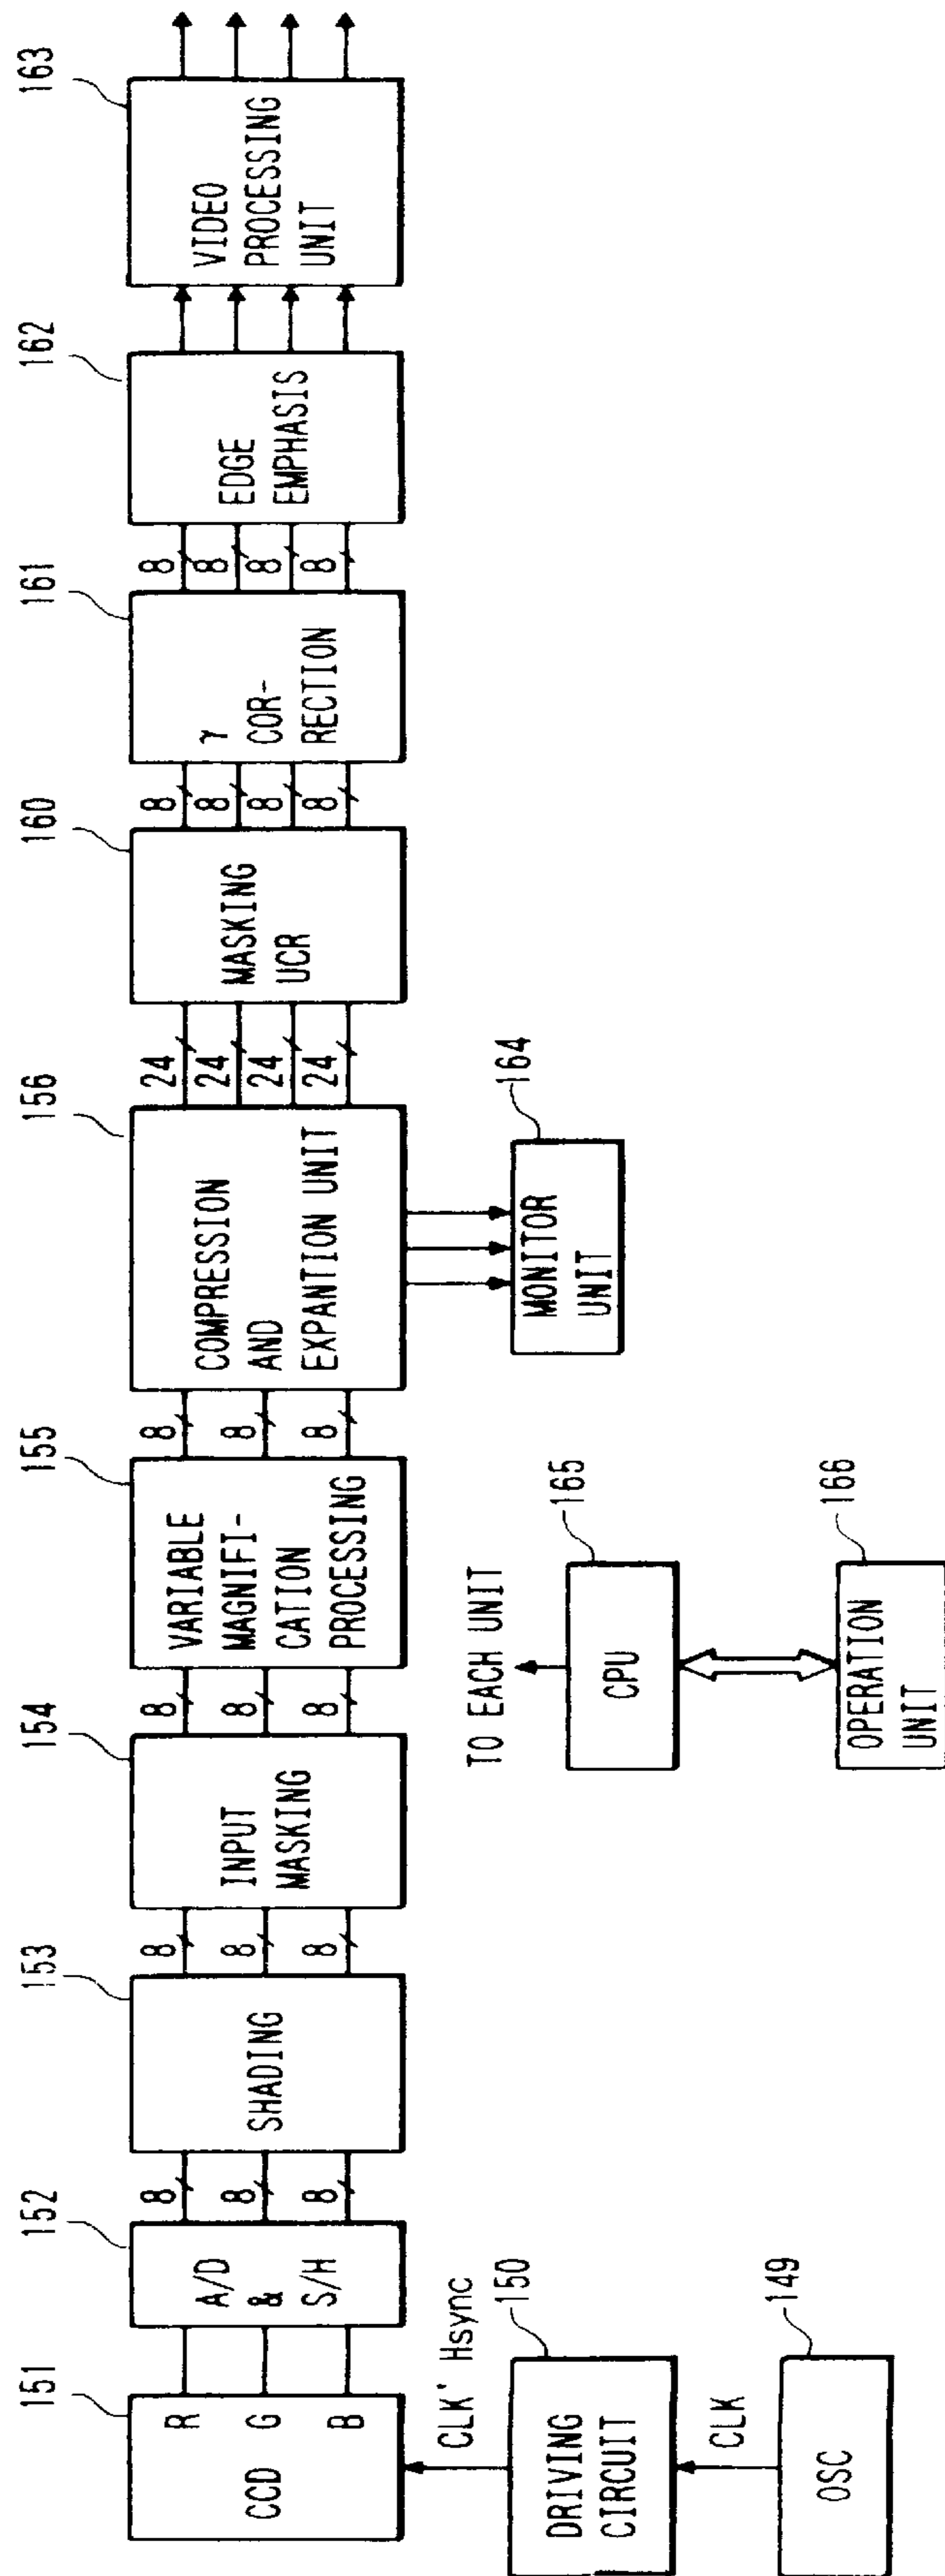 151
CCD
R
G
B
152
A/D
&
S/H
8
8
8
153
SHADING
8
8
8
154
INPUT
MASKING
8
8
8
155
VARIABLE
MAGNIFI-
CATION
PROCESSING
8
8
8
156
COMPRESSION
AND
EXPANTION UNIT
24
24
24
24
160
MASKING
UCR
8
8
8
8
161
γ
COR-
RECTION
8
8
8
8
162
EDGE
EMPHASIS
163
VIDEO
PROCESSING
UNIT
CLK' Hsync
150
DRIVING
CIRCUIT
CLK
149
OSC
TO EACH UNIT
165
CPU
166
OPERATION
UNIT
164
MONITOR
UNIT